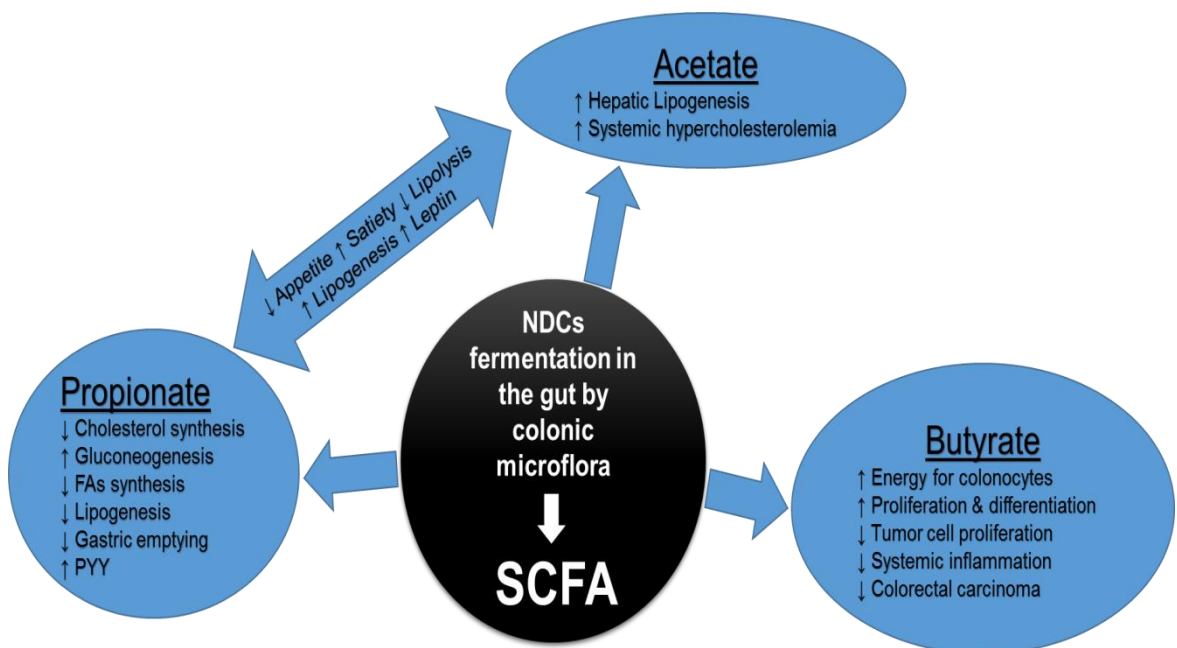 Acetate
↑ Hepatic Lipogenesis
↑ Systemic hypercholesterolemia
↓ Appetite ↑ Satiety ↓ Lipolysis
↑ Lipogenesis ↑ Leptin
NDCs
fermentation in
the gut by
colonic
microflora
SCFA
Propionate
↓ Cholesterol synthesis
↑ Gluconeogenesis
↓ FAs synthesis
↓ Lipogenesis
↓ Gastric emptying
↑ PYY
Butyrate
↑ Energy for colonocytes
↑ Proliferation & differentiation
↓ Tumor cell proliferation
↓ Systemic inflammation
↓ Colorectal carcinoma